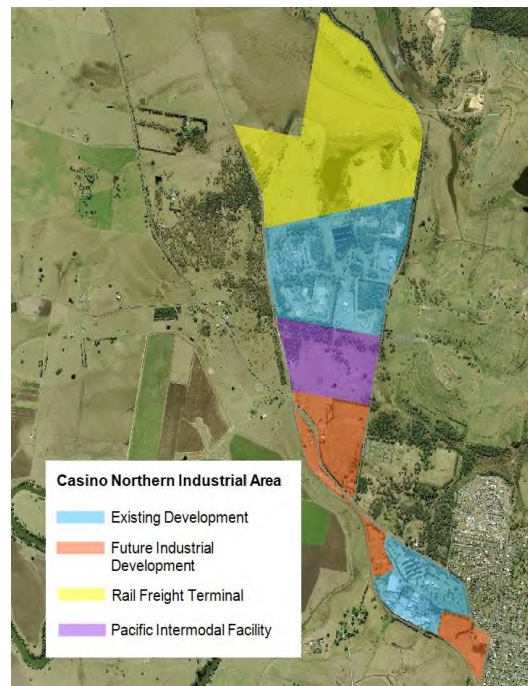 Casino Northern Industrial Area
Existing Development
Future Industrial
Development
Rail Freight Terminal
Pacific Intermodal Facility